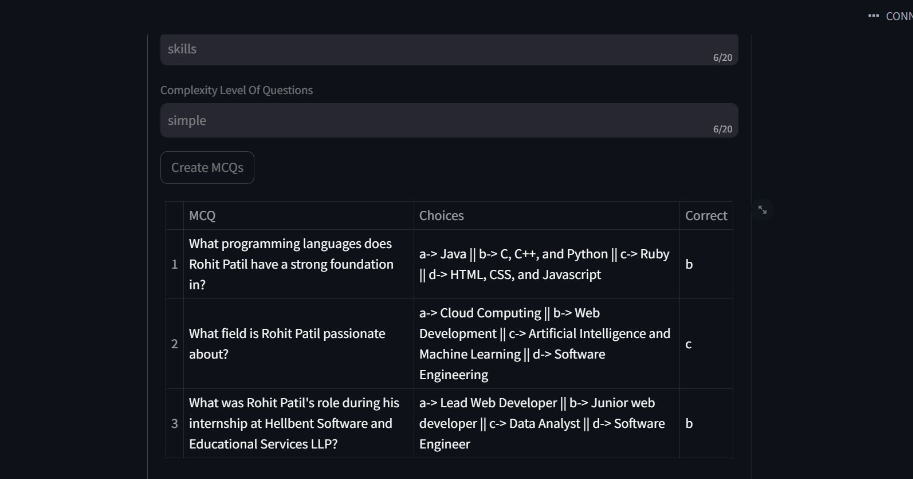 CONN
skills
6/20
Complexity Level Of Questions
simple
6/20
Create MCQs
MCQ Choices Correct
1 What programming languages does Rohit Patil have a strong foundation in? a-> Java || b-> C, C++, and Python || c-> Ruby || d-> HTML, CSS, and Javascript b
2 What field is Rohit Patil passionate about? a-> Cloud Computing || b-> Web Development || c-> Artificial Intelligence and Machine Learning || d-> Software Engineering c
3 What was Rohit Patil's role during his internship at Hellbent Software and Educational Services LLP? a-> Lead Web Developer || b-> Junior web developer || c-> Data Analyst || d-> Software Engineer b